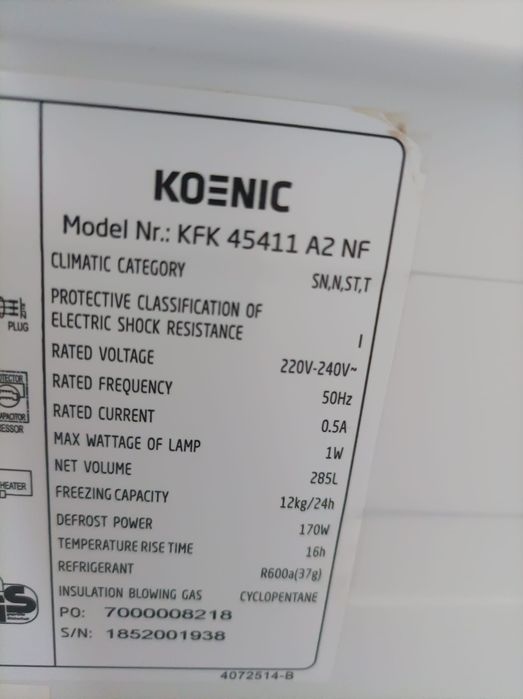 KOENIC
Model Nr.: KFK 45411 A2 NF
CLIMATIC CATEGORY SN,N,ST,T
PROTECTIVE CLASSIFICATION OF
ELECTRIC SHOCK RESISTANCE I
RATED VOLTAGE 220V-240V~
RATED FREQUENCY 50Hz
RATED CURRENT 0.5A
MAX WATTAGE OF LAMP 1W
NET VOLUME 285L
FREEZING CAPACITY 12kg/24h
DEFROST POWER 170W
TEMPERATURE RISE TIME 16h
REFRIGERANT R600a(37g)
INSULATION BLOWING GAS CYCLOPENTANE
PO: 7000008218
S/N: 1852001938
4072514-B
PLUG
HEATER
GS